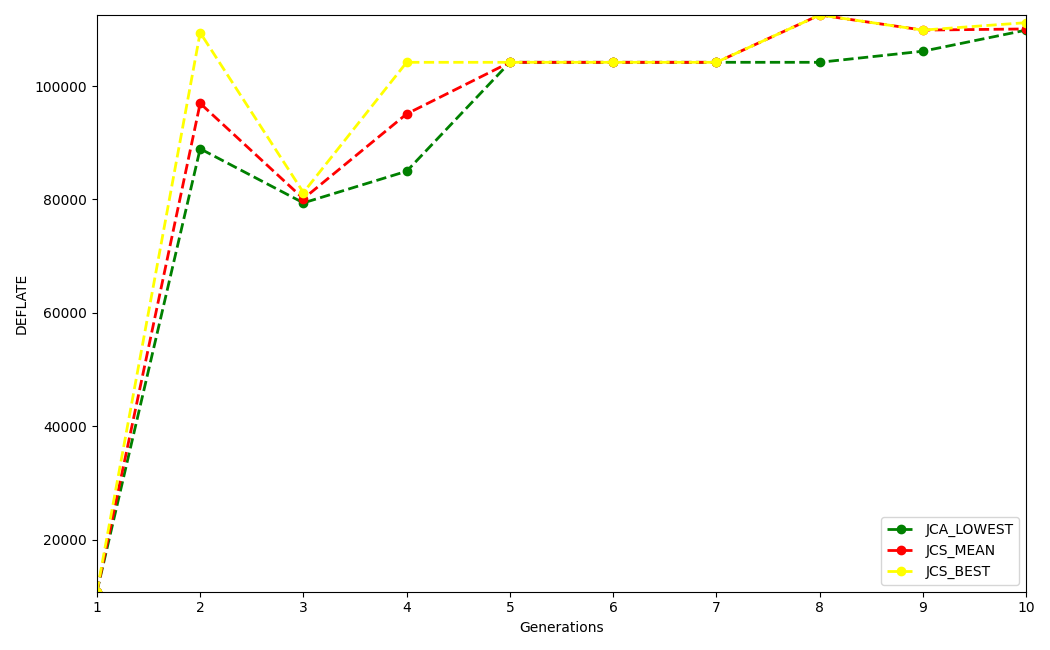 100000
80000
60000
40000
20000
DEFLATE
1 2 3 4 5 6 7 8 9 10
Generations
JCA_LOWEST
JCS_MEAN
JCS_BEST